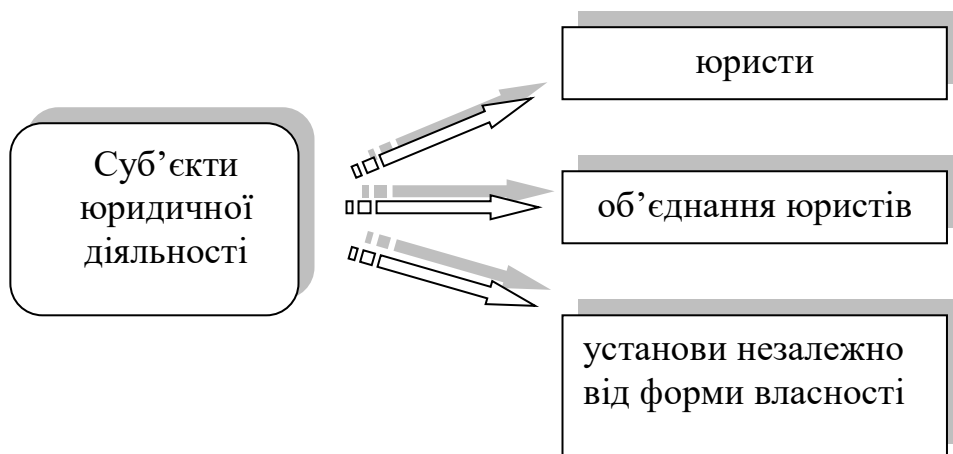 Суб’єкти
юридичної
діяльності
юристи
об’єднання юристів
установи незалежно
від форми власності